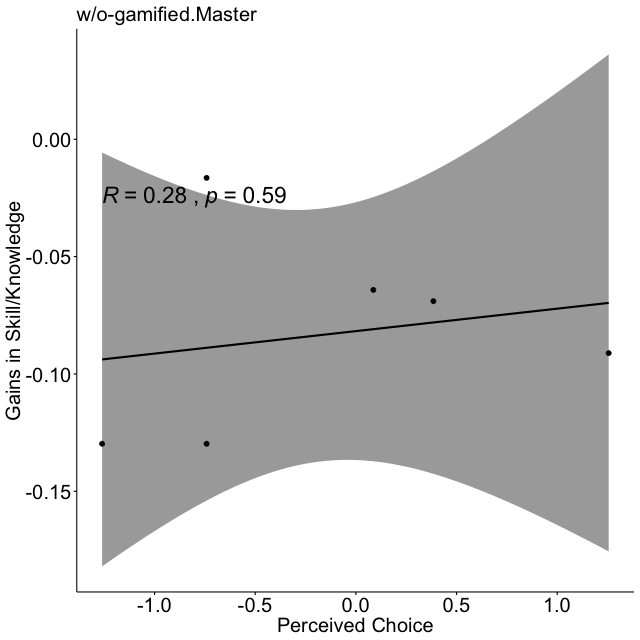 w/o-gamified.Master
Gains in Skill/Knowledge
0.00
-0.05
-0.10
-0.15
R = 0.28 , p = 0.59
-1.0 -0.5 0.0 0.5 1.0
Perceived Choice